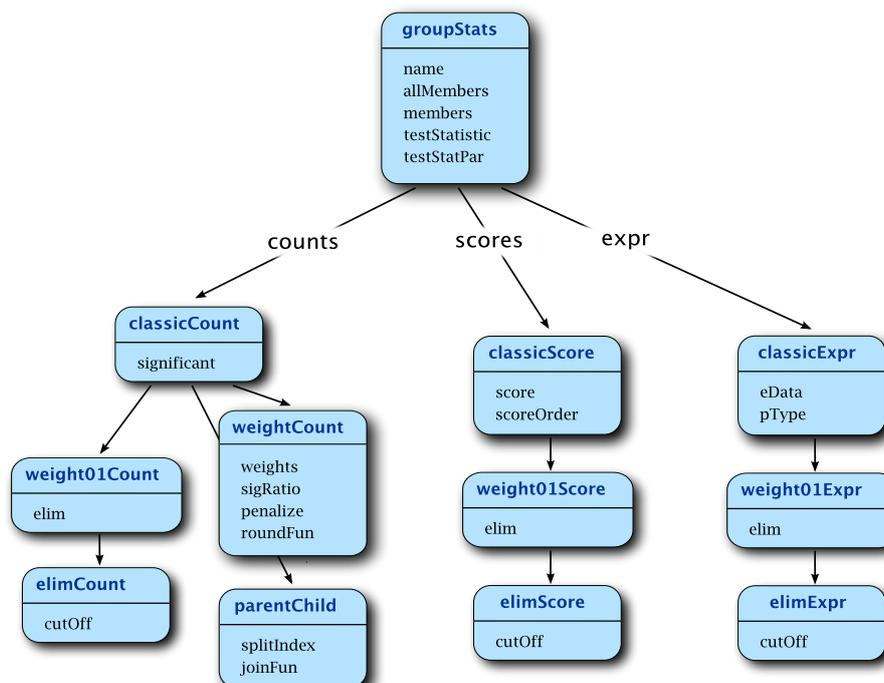 groupStats
name
allMembers
members
testStatistic
testStatPar
counts
scores
expr
classicCount
significant
classicScore
score
scoreOrder
classicExpr
eData
pType
weightCount
weights
sigRatio
penalize
roundFun
weight01Count
elim
weight01Score
elim
weight01Expr
elim
elimCount
cutOff
parentChild
splitIndex
joinFun
elimScore
cutOff
elimExpr
cutOff